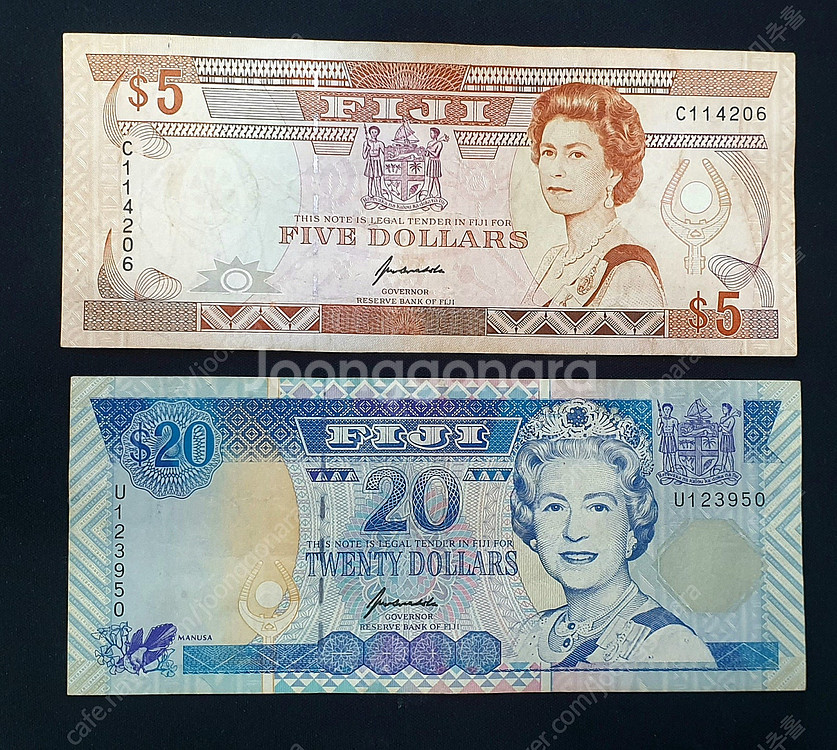 $5
FIJI
C114206
C114206
THIS NOTE IS LEGAL TENDER IN FIJI FOR
FIVE DOLLARS
GOVERNOR
RESERVE BANK OF FIJI
$5
Joonggonara
$20
FIJI
20
U123950
U123950
THIS NOTE IS LEGAL TENDER IN FIJI FOR
TWENTY DOLLARS
GOVERNOR
RESERVE BANK OF FIJI
MANUSA